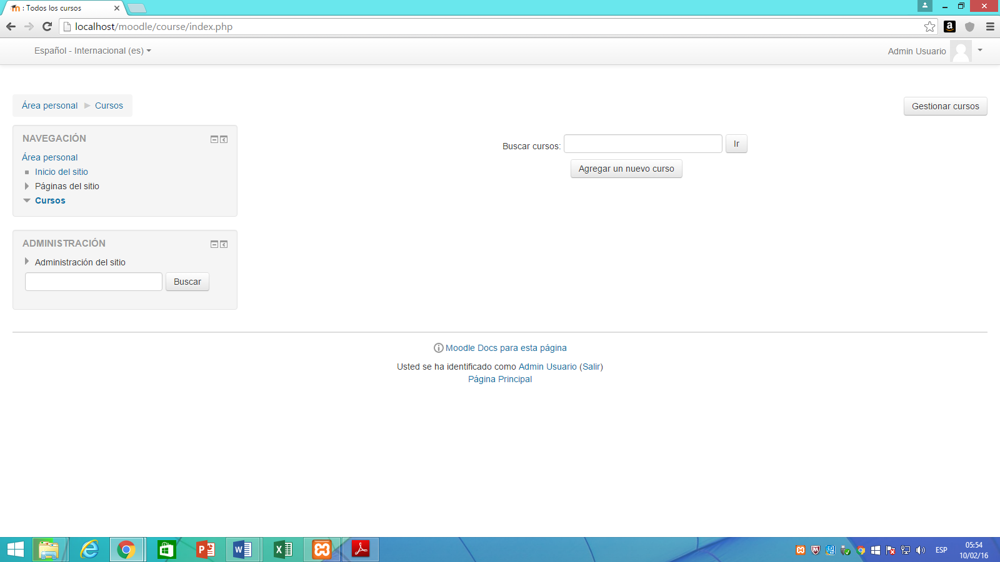 : Todos los cursos
localhost/moodle/course/index.php
Español - Internacional (es)
Admin Usuario
Área personal
Cursos
Gestionar cursos
NAVEGACIÓN
Área personal
Inicio del sitio
Páginas del sitio
Cursos
Buscar cursos:
Ir
Agregar un nuevo curso
ADMINISTRACIÓN
Administración del sitio
Buscar
Moodle Docs para esta página
Usted se ha identificado como Admin Usuario (Salir)
Página Principal
ESP
05:54
10/02/16